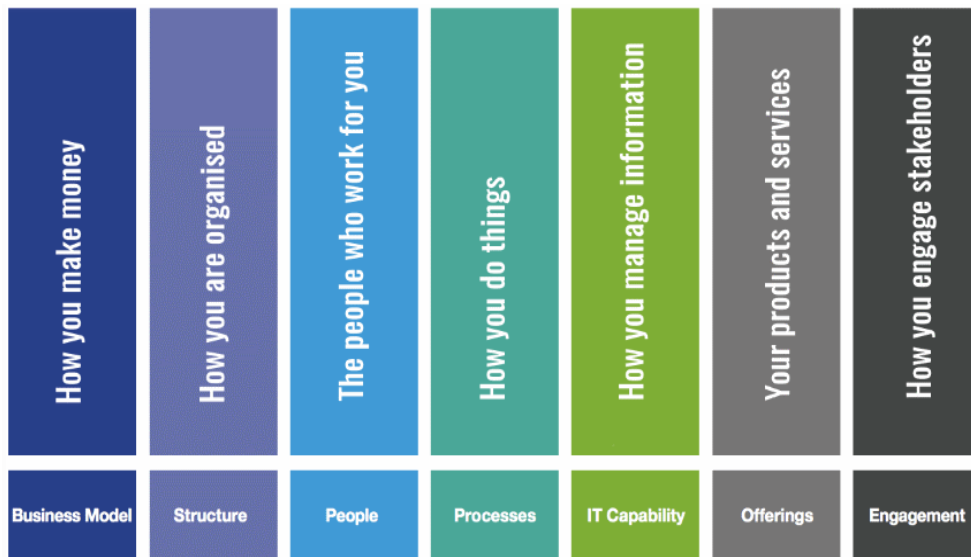 How you make money
How you are organised
The people who work for you
How you do things
How you manage information
Your products and services
How you engage stakeholders
Business Model
Structure
People
Processes
IT Capability
Offerings
Engagement